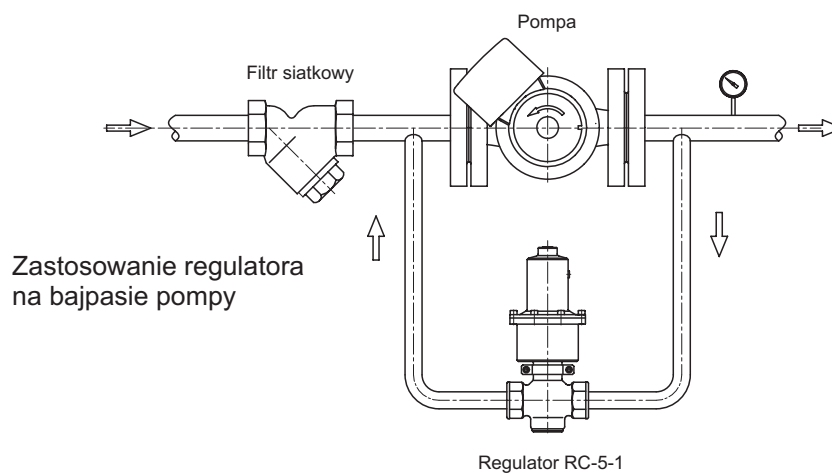 Pompa
Filtr siatkowy
Zastosowanie regulatora
na bajpasie pompy
Regulator RC-5-1